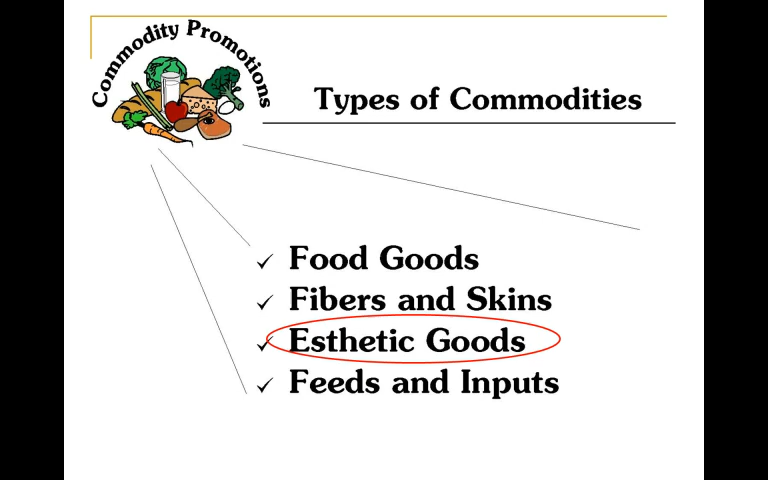 Commodity Promotions
Types of Commodities
✓ Food Goods
✓ Fibers and Skins
✓ Esthetic Goods
✓ Feeds and Inputs